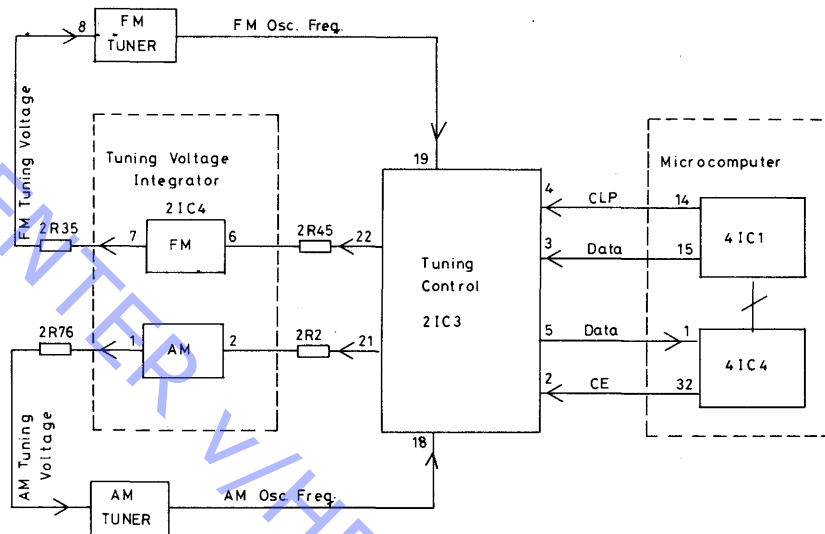 8
FM
TUNER
FM Osc. Freq.
FM Tuning Voltage
Tuning Voltage
Integrator
2IC4
2R35
7
FM
6
2R45
22
2R76
1
AM
2
2R2
21
AM Tuning
Voltage
AM
TUNER
AM Osc. Freq.
19
Tuning
Control
2IC3
18
4
CLP
14
3
Data
15
5
Data
1
2
CE
32
Microcomputer
4IC1
4IC4
ENTER v/H